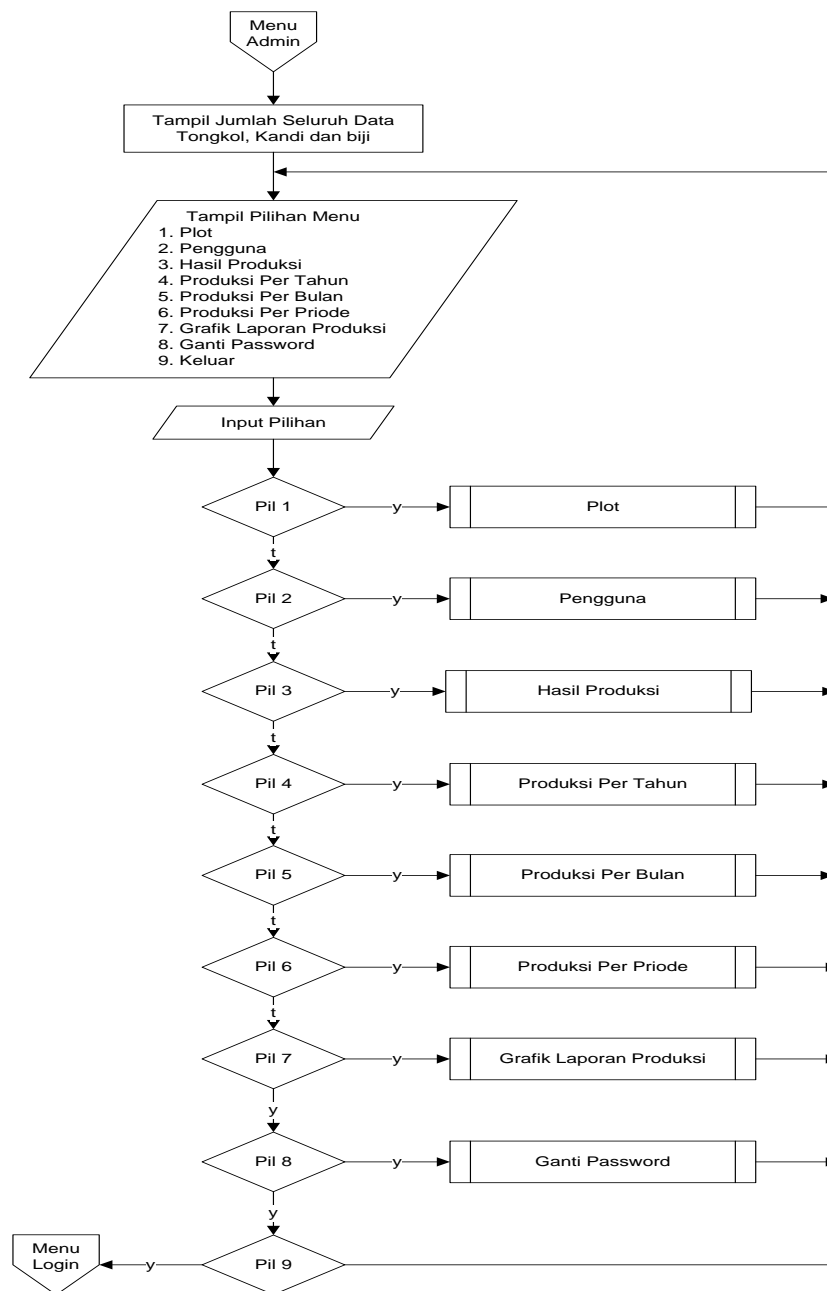 Menu
Admin
Tampil Jumlah Seluruh Data
Tongkol, Kandi dan biji
Tampil Pilihan Menu
1. Plot
2. Pengguna
3. Hasil Produksi
4. Produksi Per Tahun
5. Produksi Per Bulan
6. Produksi Per Priode
7. Grafik Laporan Produksi
8. Ganti Password
9. Keluar
Input Pilihan
Pil 1
y
Plot
t
Pil 2
y
Pengguna
t
Pil 3
y
Hasil Produksi
t
Pil 4
y
Produksi Per Tahun
t
Pil 5
y
Produksi Per Bulan
t
Pil 6
y
Produksi Per Priode
t
Pil 7
y
Grafik Laporan Produksi
y
Pil 8
y
Ganti Password
y
Menu
Login
y
Pil 9